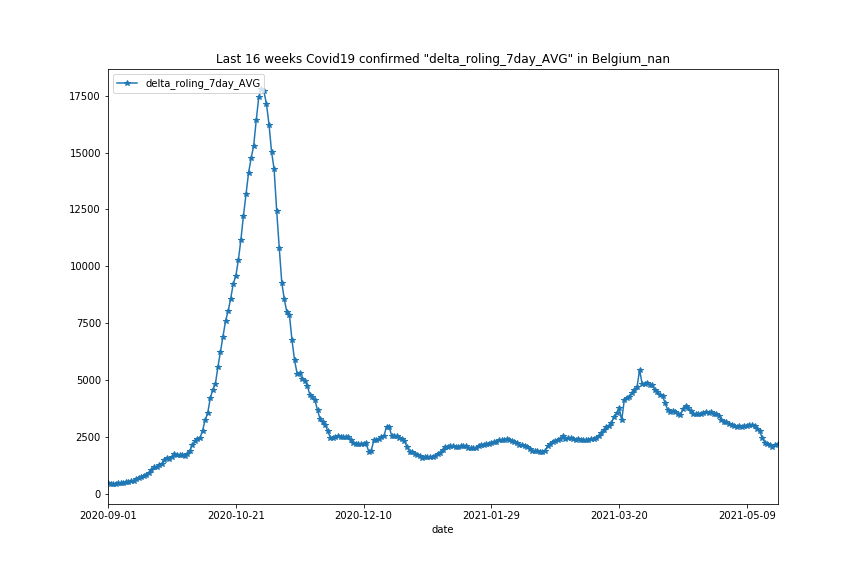 Last 16 weeks Covid19 confirmed "delta_roling_7day_AVG" in Belgium_nan
delta_roling_7day_AVG
17500
15000
12500
10000
7500
5000
2500
0
2020-09-01 2020-10-21 2020-12-10 2021-01-29 2021-03-20 2021-05-09
date